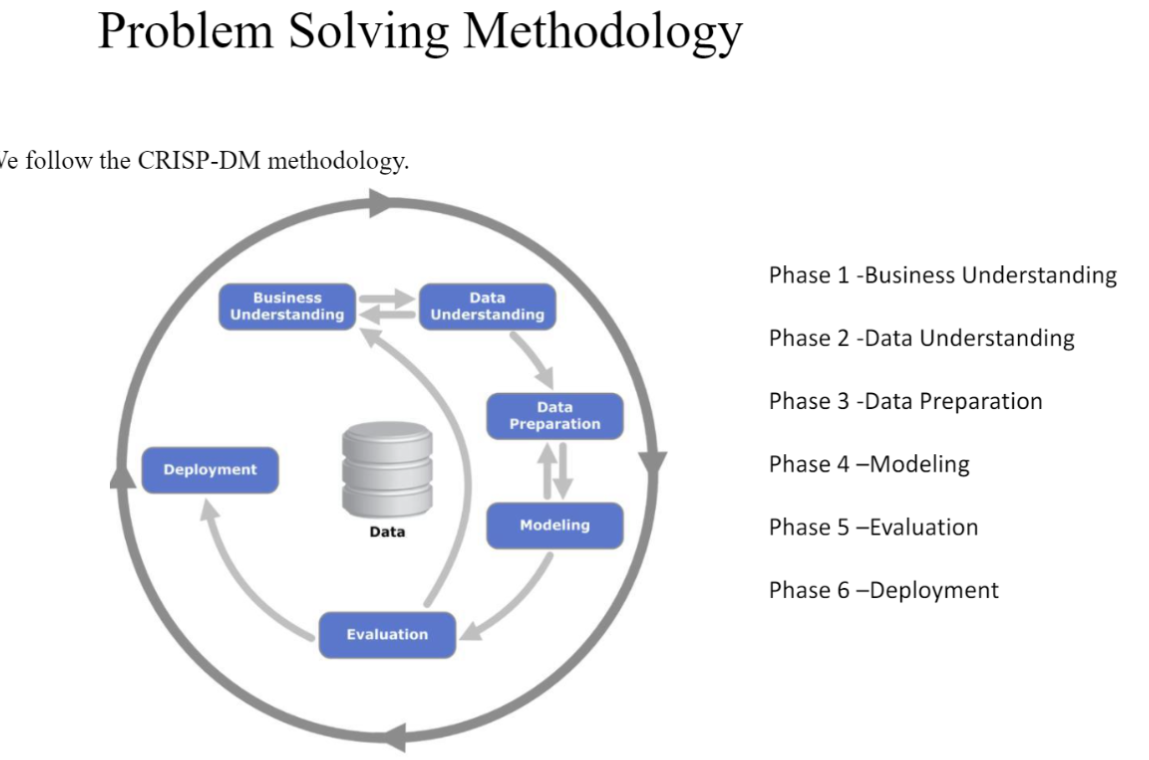 Problem Solving Methodology
follow the CRISP-DM methodology.
Business
Understanding
Data
Understanding
Data
Preparation
Modeling
Evaluation
Deployment
Data
Phase 1 -Business Understanding
Phase 2 -Data Understanding
Phase 3 -Data Preparation
Phase 4 –Modeling
Phase 5 –Evaluation
Phase 6 –Deployment